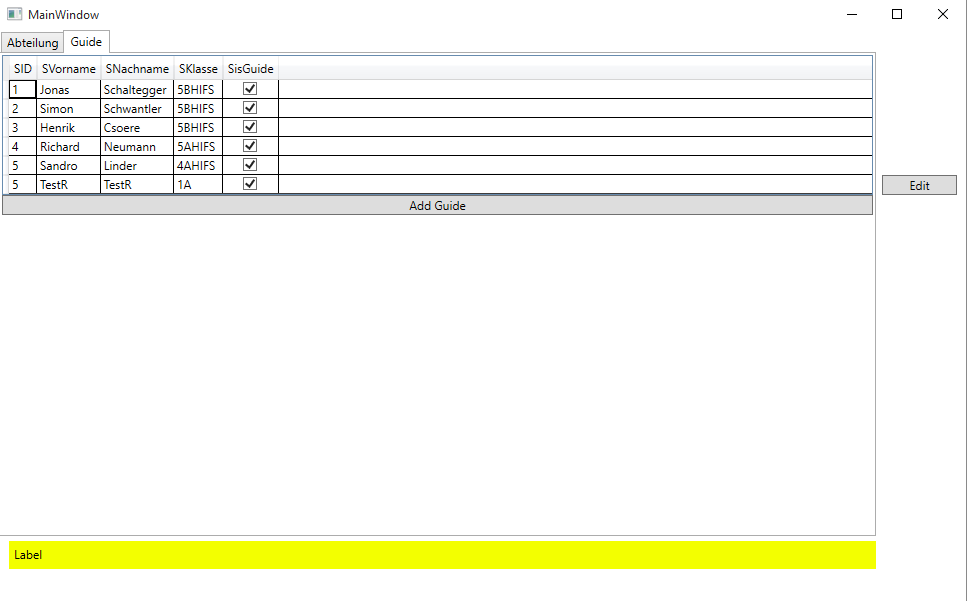 MainWindow
Abteilung Guide
SID SVorname SNachname SKlasse SisGuide
1 Jonas Schaltegger 5BHIFS
2 Simon Schwantler 5BHIFS
3 Henrik Csoere 5BHIFS
4 Richard Neumann 5AHIFS
5 Sandro Linder 4AHIFS
5 TestR TestR 1A
Edit
Add Guide
Label